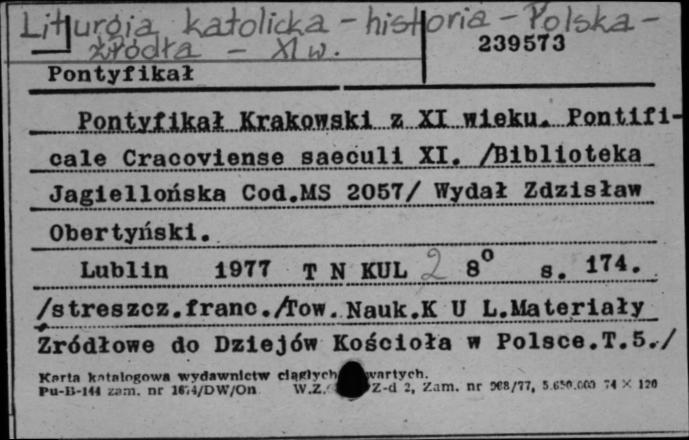 Liturgia katolicka - historia - Polska -
źródła - XI w.
239573
Pontyfikał
Pontyfikał Krakowski z XI wieku. Pontifi-
cale Cracoviense saeculi XI. /Biblioteka
Jagiellońska Cod.MS 2057/ Wydał Zdzisław
Obertyński.
Lublin 1977 T N KUL 2 8° s. 174.
/streszcz.franc./Tow.Nauk.K U L.Materiały
Źródłowe do Dziejów Kościoła w Polsce.T.5./
Karta katalogowa wydawnictw ciągłych wartych.
Pu-B-144 zam. nr 1674/DW/On W.Z. Z-d 2, Zam. nr 968/77, 5.650.000 74 × 120